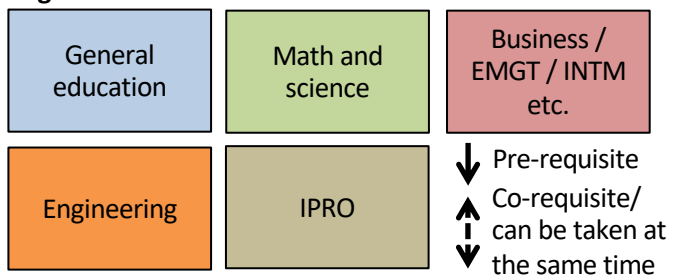 General
education
Math and
science
Business /
EMGT / INTM
etc.
Engineering
IPRO
Pre-requisite
Co-requisite/
can be taken at
the same time